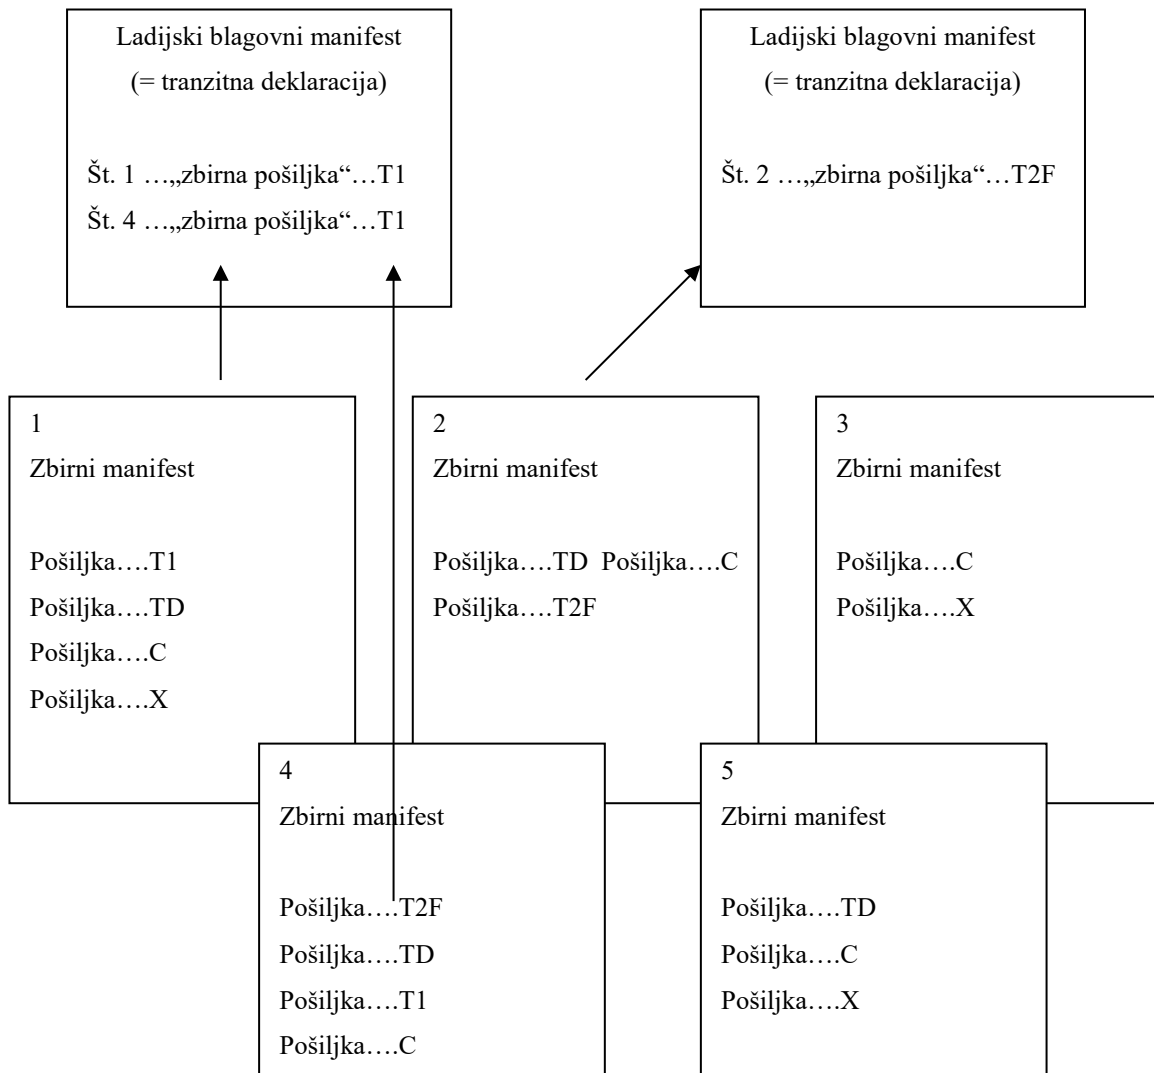 Ladijski blagovni manifest
(= tranzitna deklaracija)
Št. 1 …„zbirna pošiljka“…T1
Št. 4 …„zbirna pošiljka“…T1
Ladijski blagovni manifest
(= tranzitna deklaracija)
Št. 2 …„zbirna pošiljka“…T2F
1
Zbirni manifest
Pošiljka….T1
Pošiljka….TD
Pošiljka….C
Pošiljka….X
2
Zbirni manifest
Pošiljka….TD Pošiljka….C
Pošiljka….T2F
3
Zbirni manifest
Pošiljka….C
Pošiljka….X
4
Zbirni manifest
Pošiljka….T2F
Pošiljka….TD
Pošiljka….T1
Pošiljka….C
5
Zbirni manifest
Pošiljka….TD
Pošiljka….C
Pošiljka….X